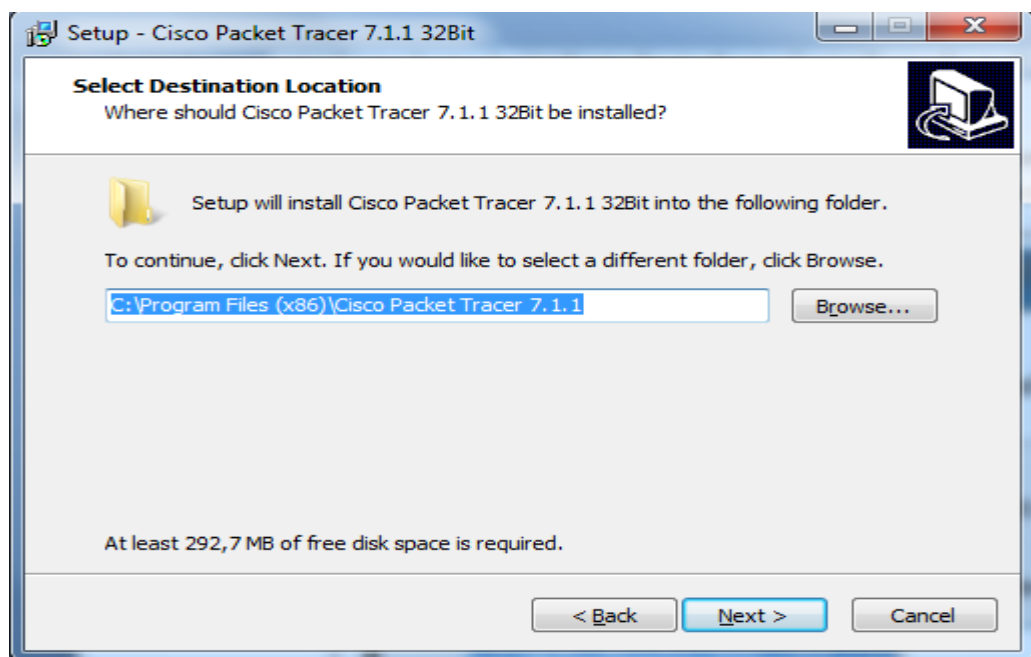 Setup - Cisco Packet Tracer 7.1.1 32Bit
Select Destination Location
Where should Cisco Packet Tracer 7.1.1 32Bit be installed?
Setup will install Cisco Packet Tracer 7.1.1 32Bit into the following folder.
To continue, click Next. If you would like to select a different folder, click Browse.
C:\Program Files (x86)\Cisco Packet Tracer 7.1.1
Browse...
At least 292,7 MB of free disk space is required.
< Back
Next >
Cancel